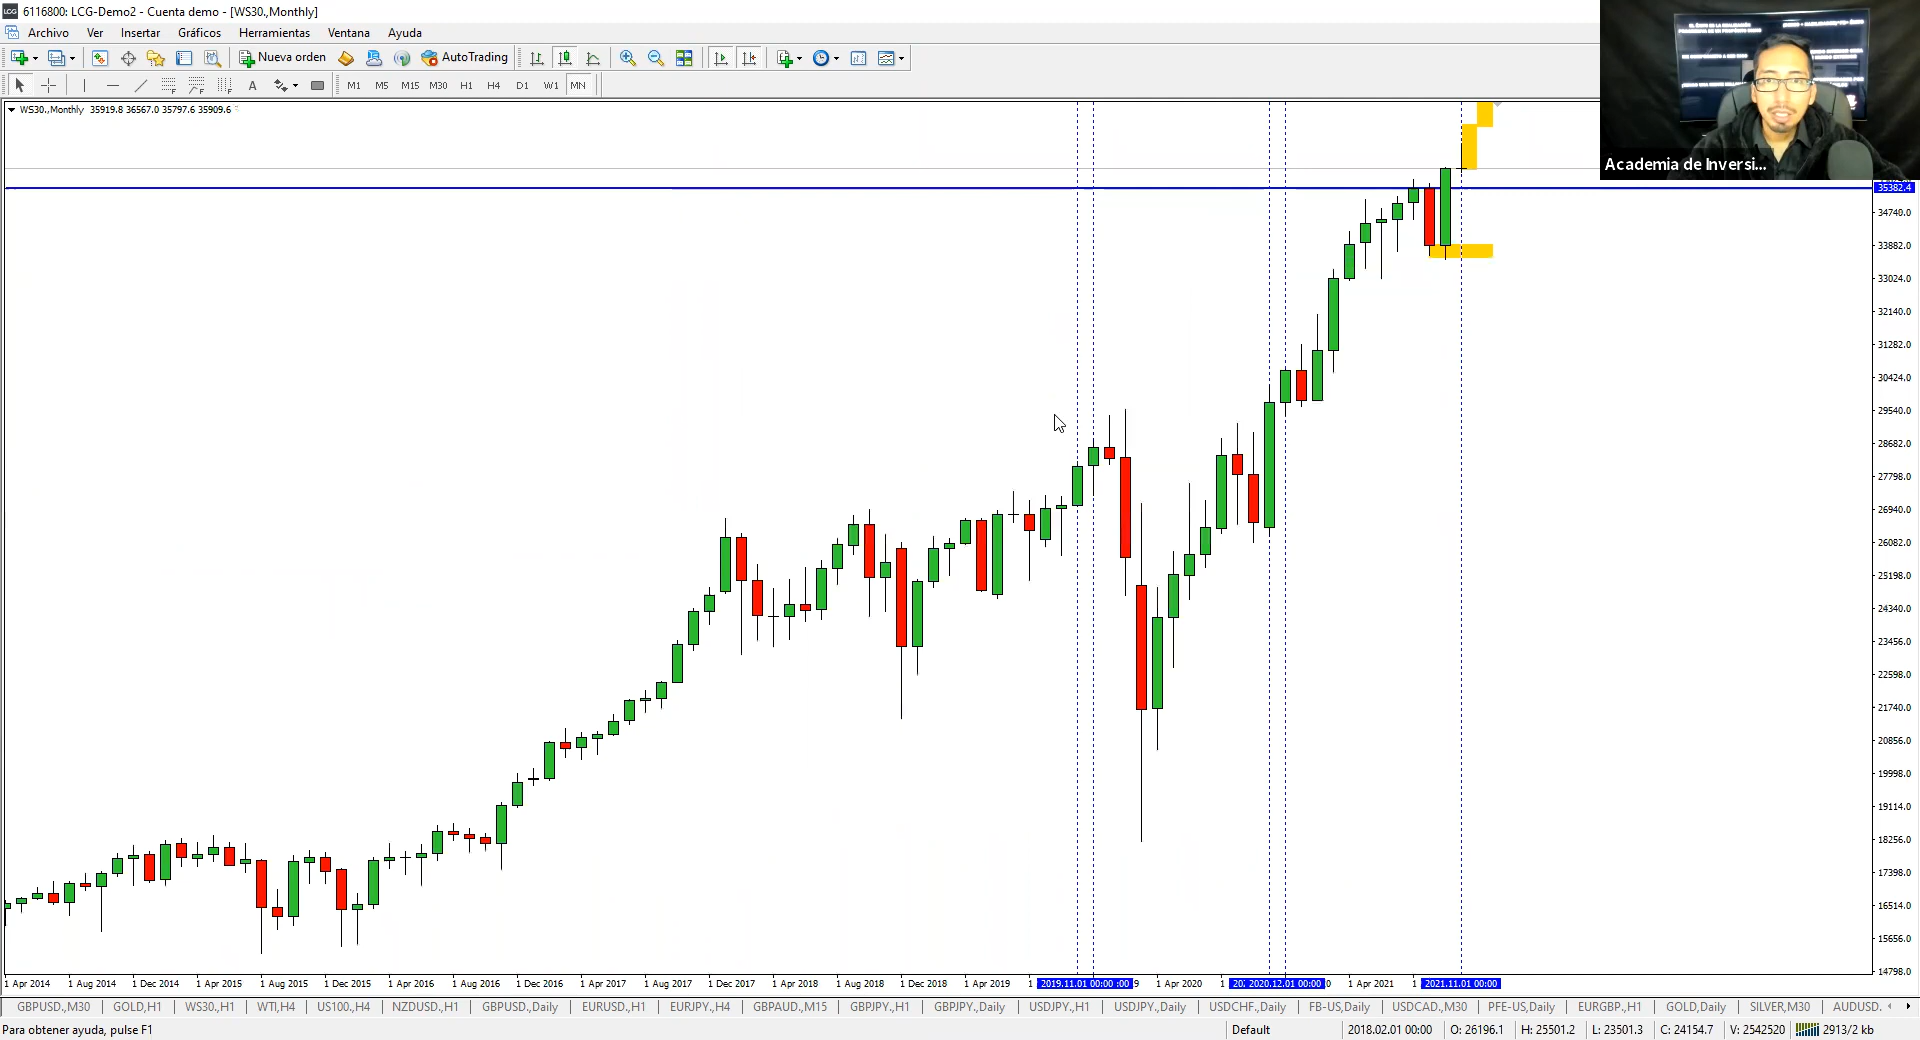 6116800: LCG-Demo2 - Cuenta demo - [WS30.,Monthly]
Archivo Ver Insertar Gráficos Herramientas Ventana Ayuda
Nueva orden AutoTrading
A M1 M5 M15 M30 H1 H4 D1 W1 MN
WS30.,Monthly 35919.8 36567.0 35797.6 35909.6
Academia de Inversi...
35382.4
34740.0
33882.0
33024.0
32140.0
31282.0
30424.0
29540.0
28682.0
27798.0
26940.0
26082.0
25198.0
24340.0
23456.0
22598.0
21740.0
20856.0
19998.0
19114.0
18256.0
17398.0
16514.0
15656.0
14798.0
1 Apr 2014 1 Aug 2014 1 Dec 2014 1 Apr 2015 1 Aug 2015 1 Dec 2015 1 Apr 2016 1 Aug 2016 1 Dec 2016 1 Apr 2017 1 Aug 2017 1 Dec 2017 1 Apr 2018 1 Aug 2018 1 Dec 2018 1 Apr 2019 1 2019.11.01 00:00 :00 9 1 Apr 2020 1 20: 2020.12.01 00:00 0 1 Apr 2021 1 2021.11.01 00:00
GBPUSD.,M30 GOLD,H1 WS30.,H1 WTI,H4 US100.,H4 NZDUSD.,H1 GBPUSD.,Daily EURUSD.,H1 EURJPY.,H4 GBPAUD.,M15 GBPJPY.,H1 GBPJPY.,Daily USDJPY.,H1 USDJPY.,Daily USDCHF.,Daily FB-US,Daily USDCAD.,M30 PFE-US,Daily EURGBP.,H1 GOLD,Daily SILVER,M30 AUDUSD.
Para obtener ayuda, pulse F1 Default 2018.02.01 00:00 O: 26196.1 H: 25501.2 L: 23501.3 C: 24154.7 V: 2542520 2913/2 kb